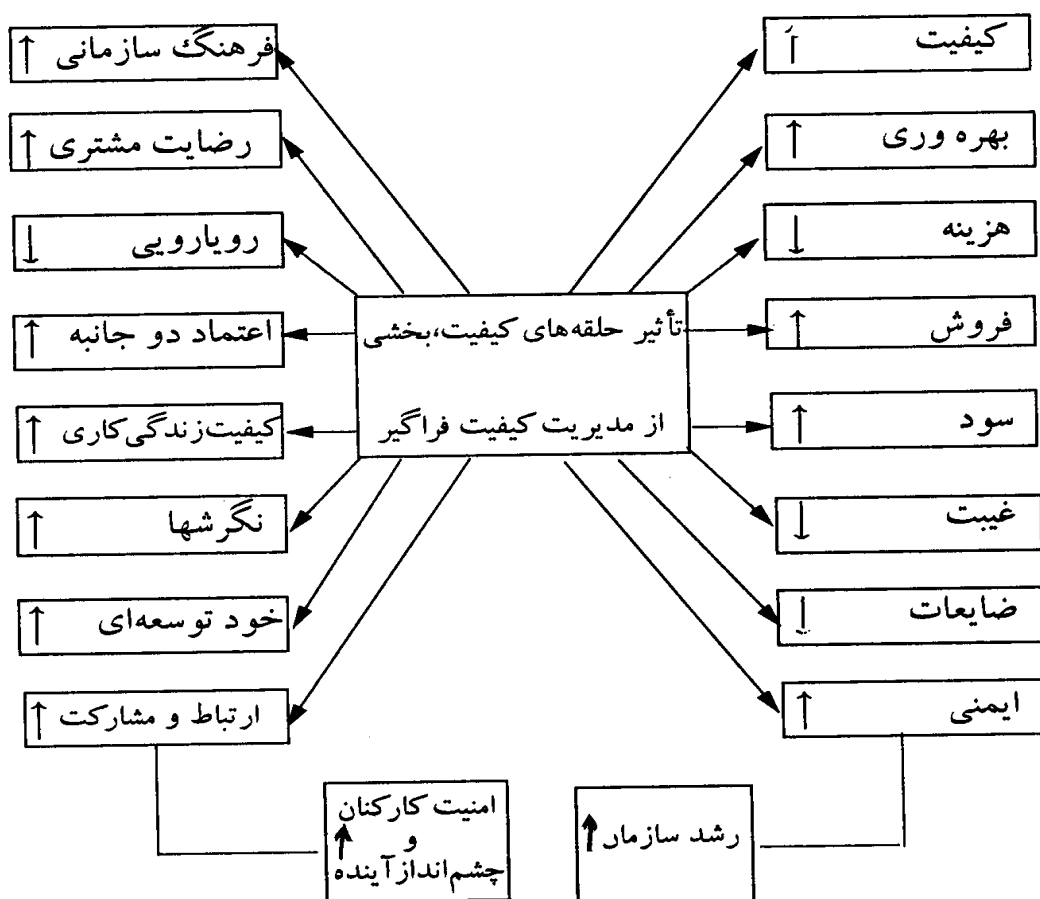 کیفیت ↑
بهره وری ↑
هزینه ↓
فروش ↑
سود ↑
غیبت ↓
ضایعات ↓
ایمنی ↑
فرهنگ سازمانی ↑
رضایت مشتری ↑
رویارویی ↓
اعتماد دو جانبه ↑
کیفیت زندگی کاری ↑
نگرشها ↑
خود توسعه‌ای ↑
ارتباط و مشارکت ↑
تأثیر حلقه‌های کیفیت،بخشی
از مدیریت کیفیت فراگیر
رشد سازمان ↑
امنیت کارکنان
و ↑
چشم‌انداز آینده